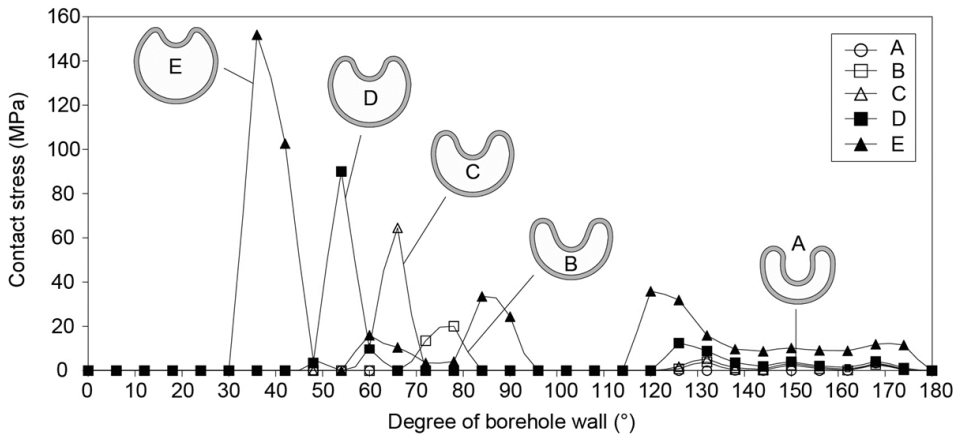 160
140
120
100
80
60
40
20
0
Contact stress (MPa)
E
D
C
B
A
A
B
C
D
E
0 10 20 30 40 50 60 70 80 90 100 110 120 130 140 150 160 170 180
Degree of borehole wall (°)